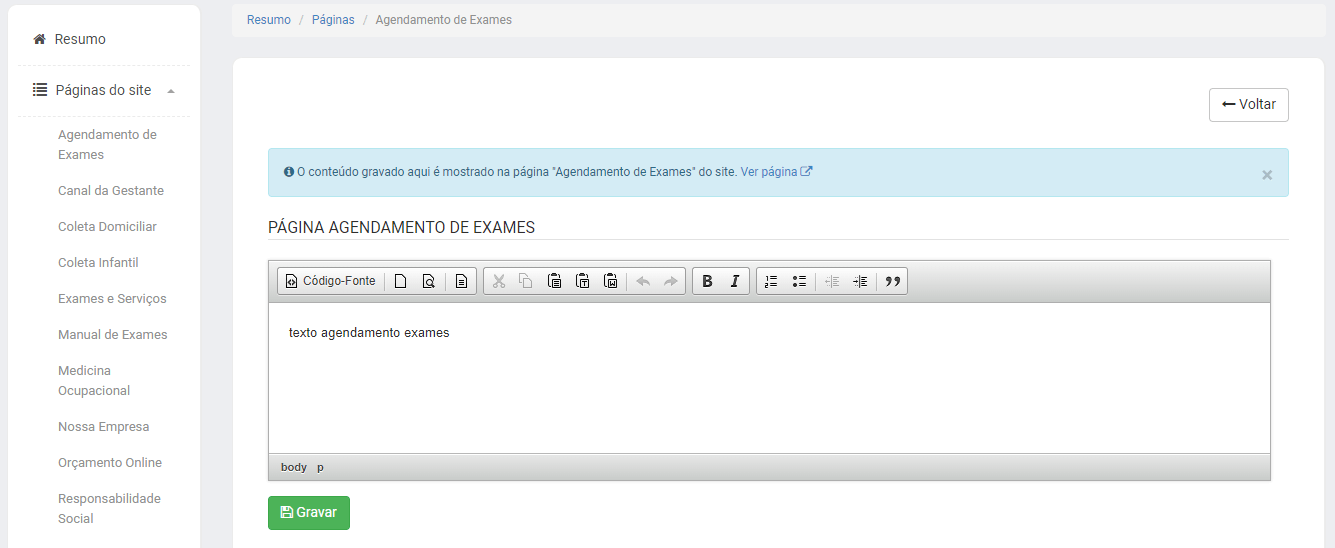 Resumo
Páginas do site
Agendamento de
Exames
Canal da Gestante
Coleta Domiciliar
Coleta Infantil
Exames e Serviços
Manual de Exames
Medicina
Ocupacional
Nossa Empresa
Orçamento Online
Responsabilidade
Social
Resumo / Páginas / Agendamento de Exames
Voltar
O conteúdo gravado aqui é mostrado na página "Agendamento de Exames" do site. Ver página
×
PÁGINA AGENDAMENTO DE EXAMES
Código-Fonte B I
texto agendamento exames
body p
Gravar